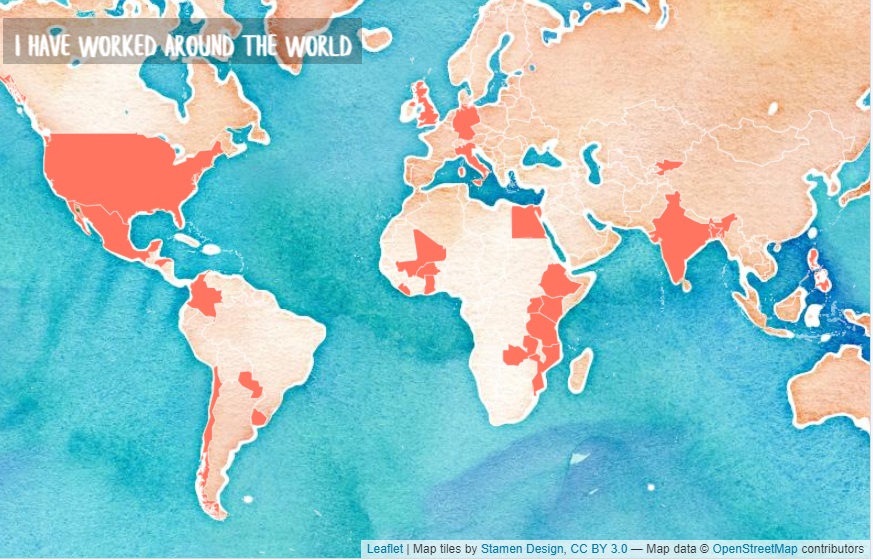 I HAVE WORKED AROUND THE WORLD
Leaflet | Map tiles by Stamen Design, CC BY 3.0 — Map data © OpenStreetMap contributors